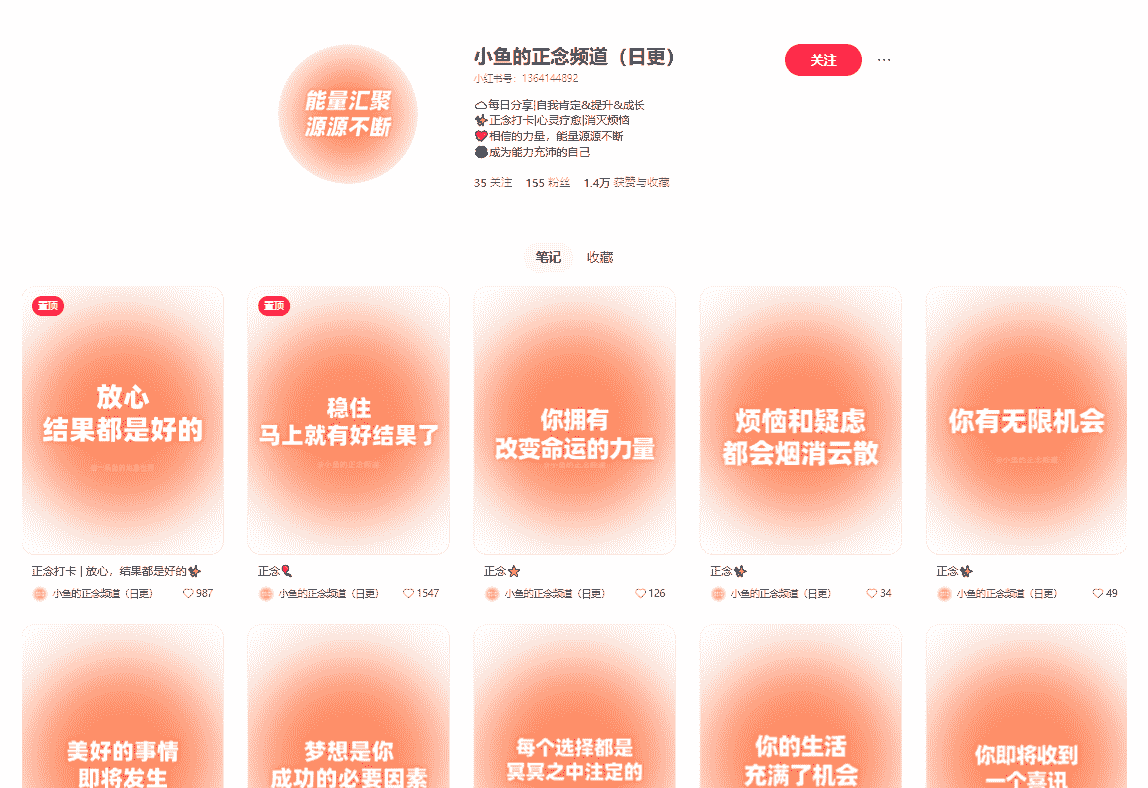 能量汇聚
源源不断
小鱼的正念频道（日更）
小红书号：1364144892
关注
每日分享|自我肯定&提升&成长
正念打卡|心灵疗愈|消灭烦恼
相信的力量，能量源源不断
成为能力充沛的自己
35 关注 155 粉丝 1.4万 获赞与收藏
笔记 收藏
置顶
放心
结果都是好的
正念打卡 | 放心，结果都是好的
小鱼的正念频道（日更） 987
置顶
稳住
马上就有好结果了
正念
小鱼的正念频道（日更） 1547
你拥有
改变命运的力量
正念
小鱼的正念频道（日更） 126
烦恼和疑虑
都会烟消云散
正念
小鱼的正念频道（日更） 34
你有无限机会
正念
小鱼的正念频道（日更） 49
美好的事情
即将发生
梦想是你
成功的必要因素
每个选择都是
冥冥之中注定的
你的生活
充满了机会
你即将收到
一个喜讯